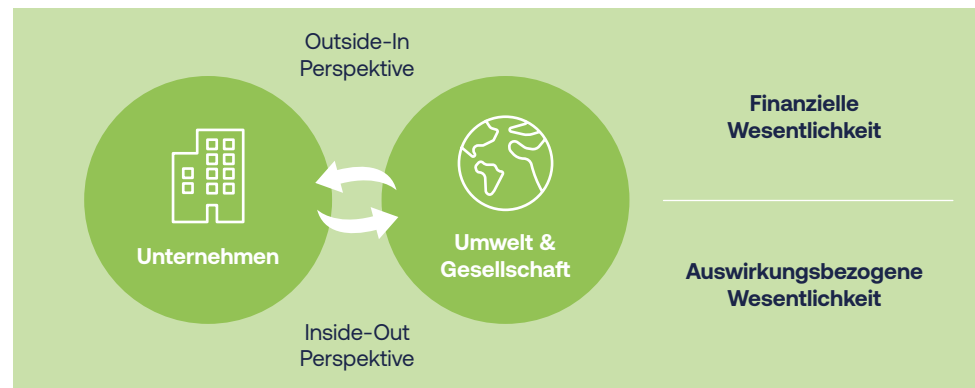 Outside-In
Perspektive
Unternehmen
Umwelt &
Gesellschaft
Inside-Out
Perspektive
Finanzielle
Wesentlichkeit
Auswirkungsbezogene
Wesentlichkeit